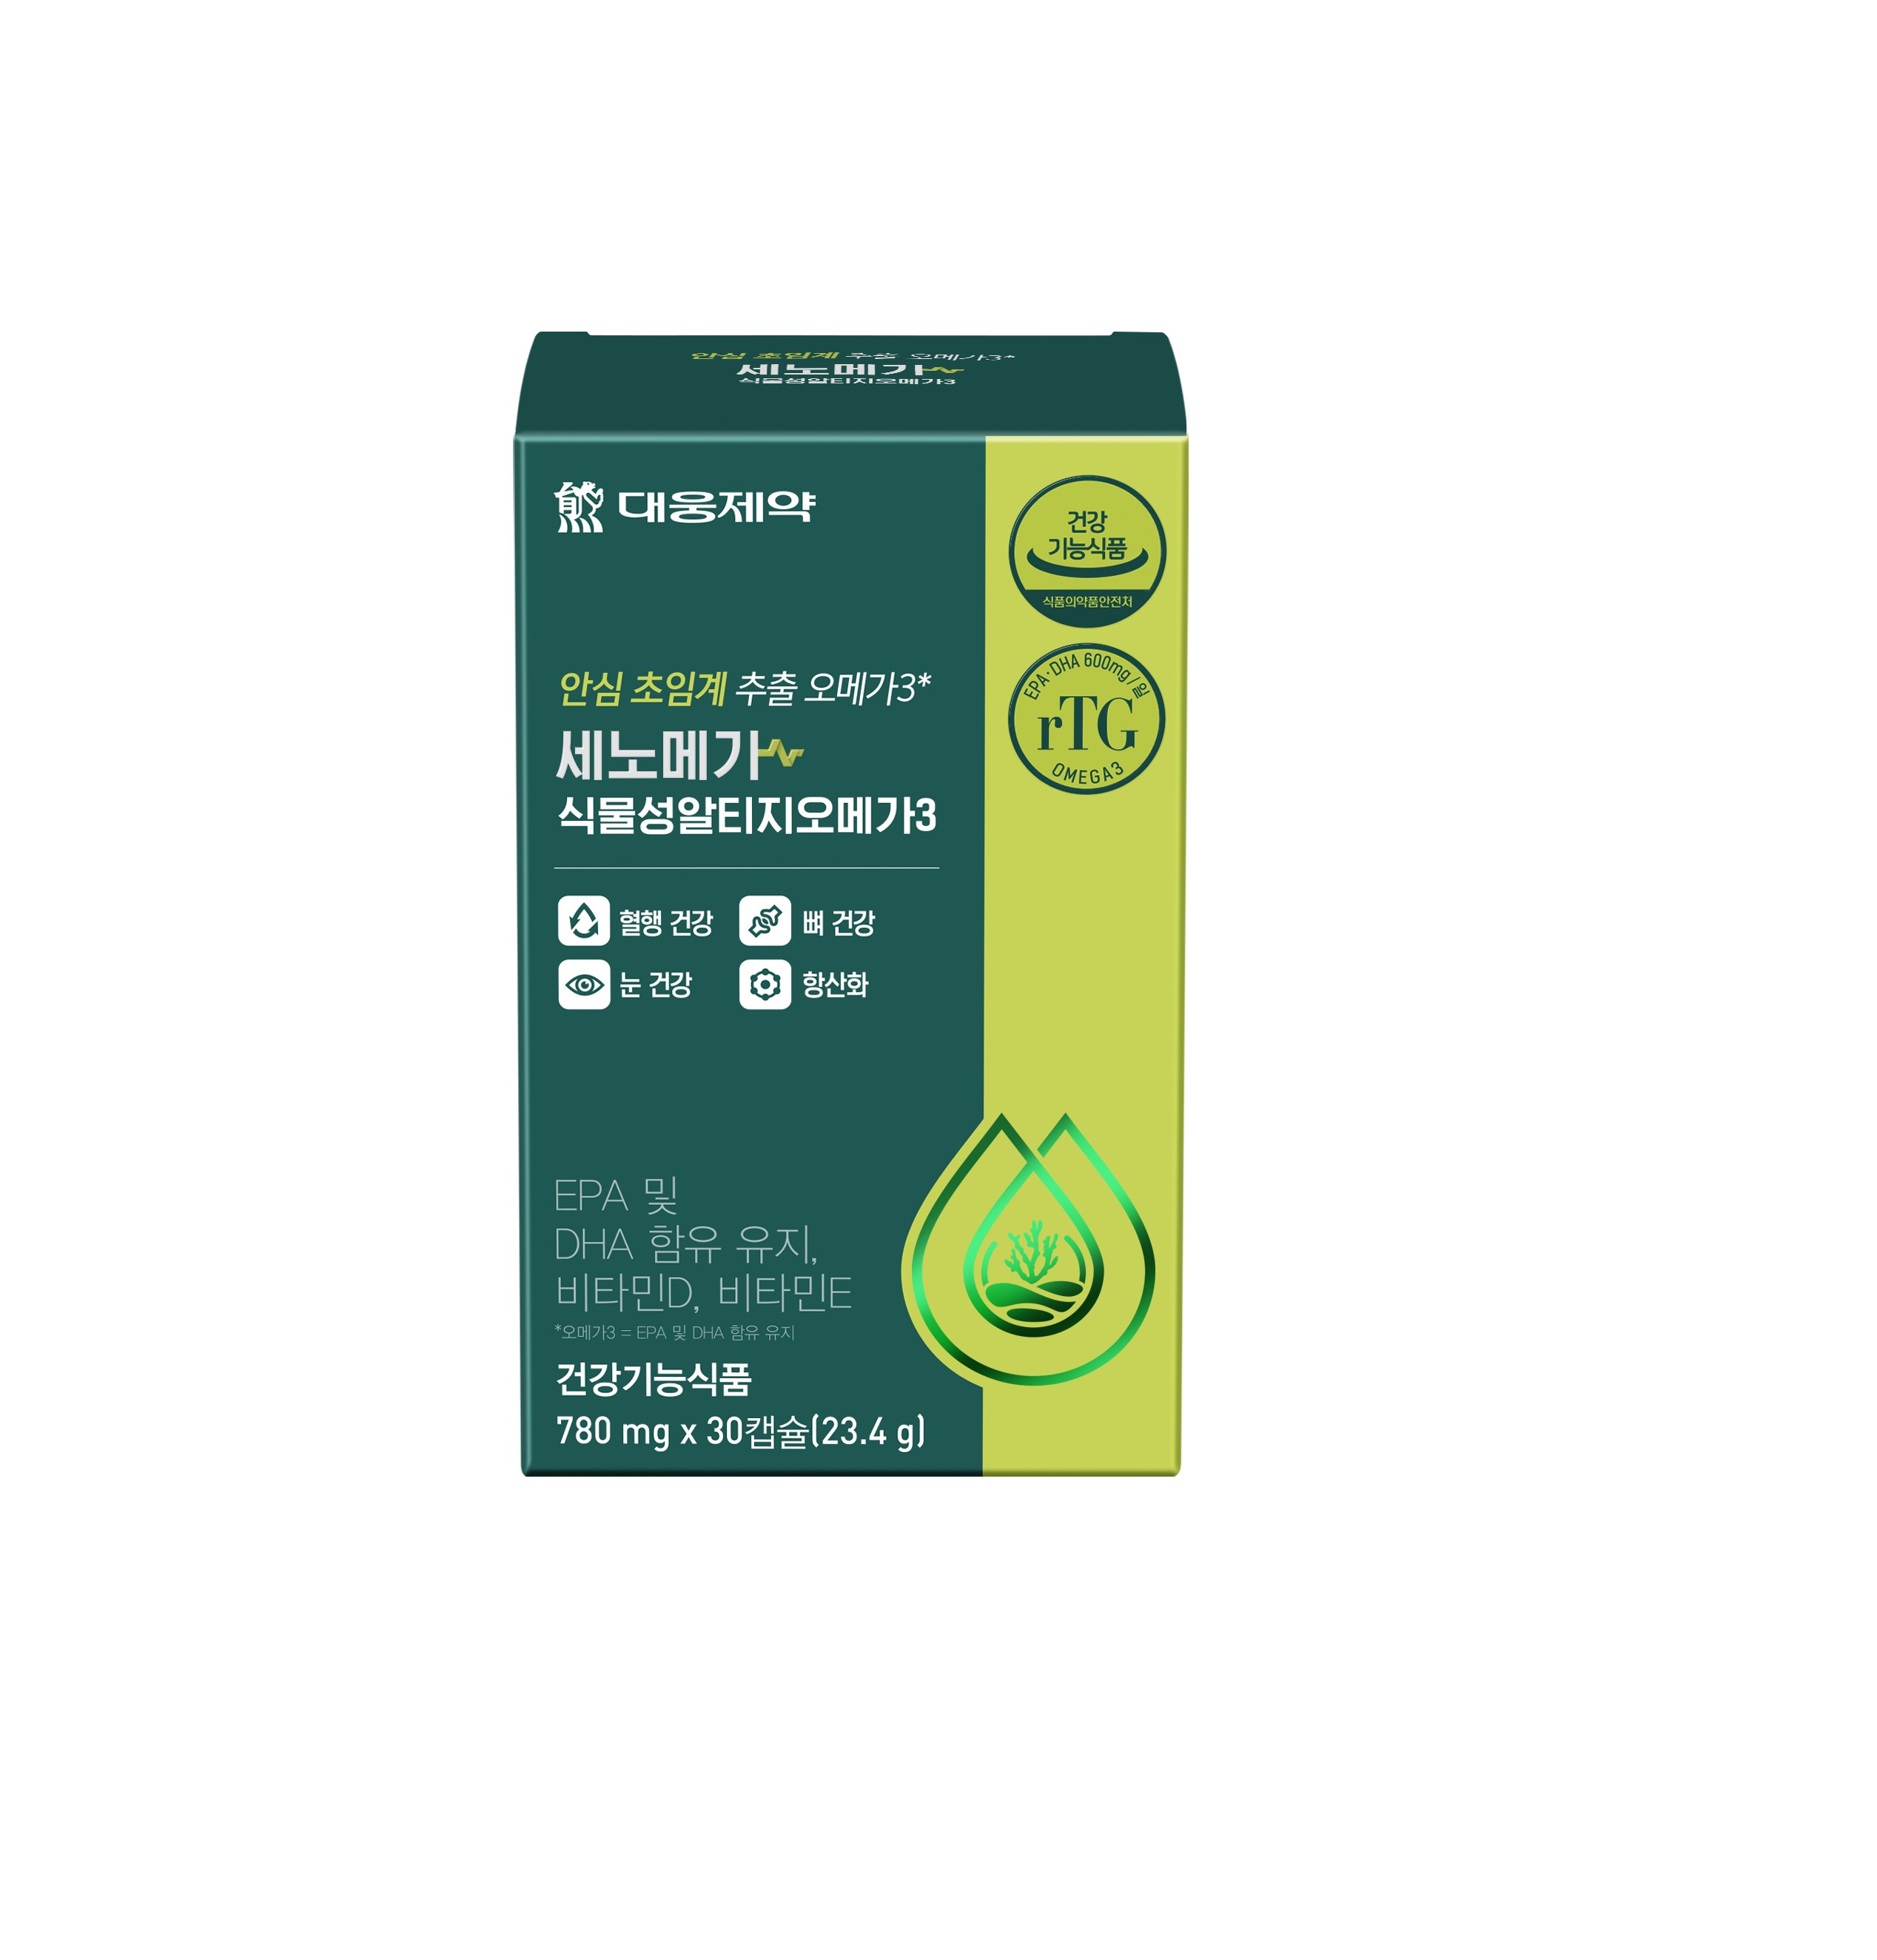 안심 초임계 추출 오메가3*
세노메가
식물성알티지오메가3
대웅제약
건강
기능식품
식품의약품안전처
EPA·DHA 600mg/일
rTG
OMEGA3
안심 초임계 추출 오메가3*
세노메가
식물성알티지오메가3
혈행 건강
뼈 건강
눈 건강
항산화
EPA 및
DHA 함유 유지,
비타민D, 비타민E
*오메가3 = EPA 및 DHA 함유 유지
건강기능식품
780 mg x 30캡슐(23.4 g)